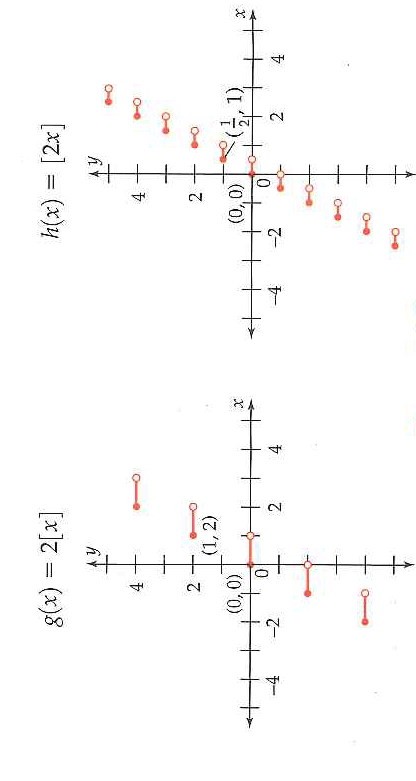 g(x) = 2[x]
y
4
2
(1, 2)
(0, 0)
−4 −2 0 2 4 x
h(x) = [2x]
y
4
2
(1/2, 1)
(0, 0)
−4 −2 0 2 4 x